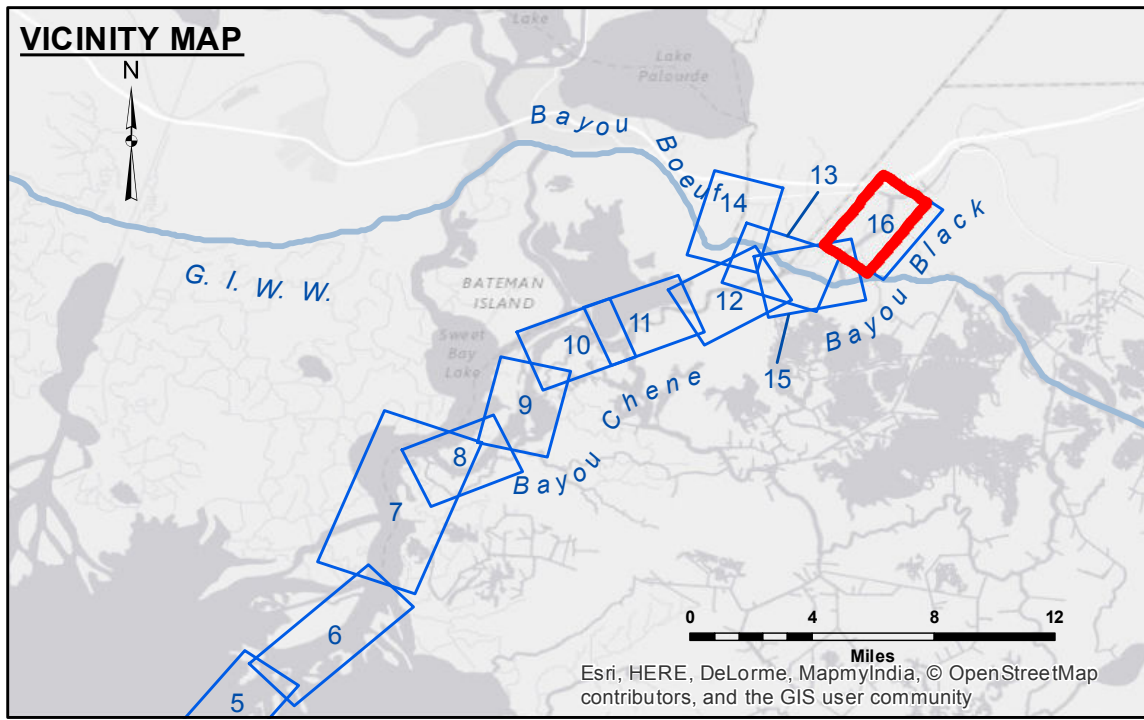 VICINITY MAP
N
Lake
Lake
Palourde
Bayou
Boeuf
13
14
16
Bayou Black
G. I. W. W.
BATEMAN
ISLAND
12
11
10
15
Sweet
Bay
Lake
9
Bayou Chene
8
7
6
5
0 4 8 12
Miles
Esri, HERE, DeLorme, MapmyIndia, © OpenStreetMap
contributors, and the GIS user community